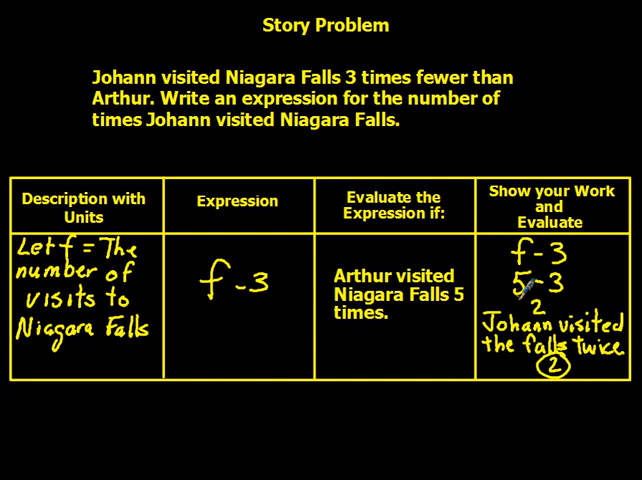 Story Problem
Johann visited Niagara Falls 3 times fewer than
Arthur. Write an expression for the number of
times Johann visited Niagara Falls.
Description with
Units
Expression
Evaluate the
Expression if:
Show your Work
and
Evaluate
Let f = The
number of
visits to
Niagara Falls
f - 3
Arthur visited
Niagara Falls 5
times.
f - 3
5 - 3
2
Johann visited
the falls twice.
2